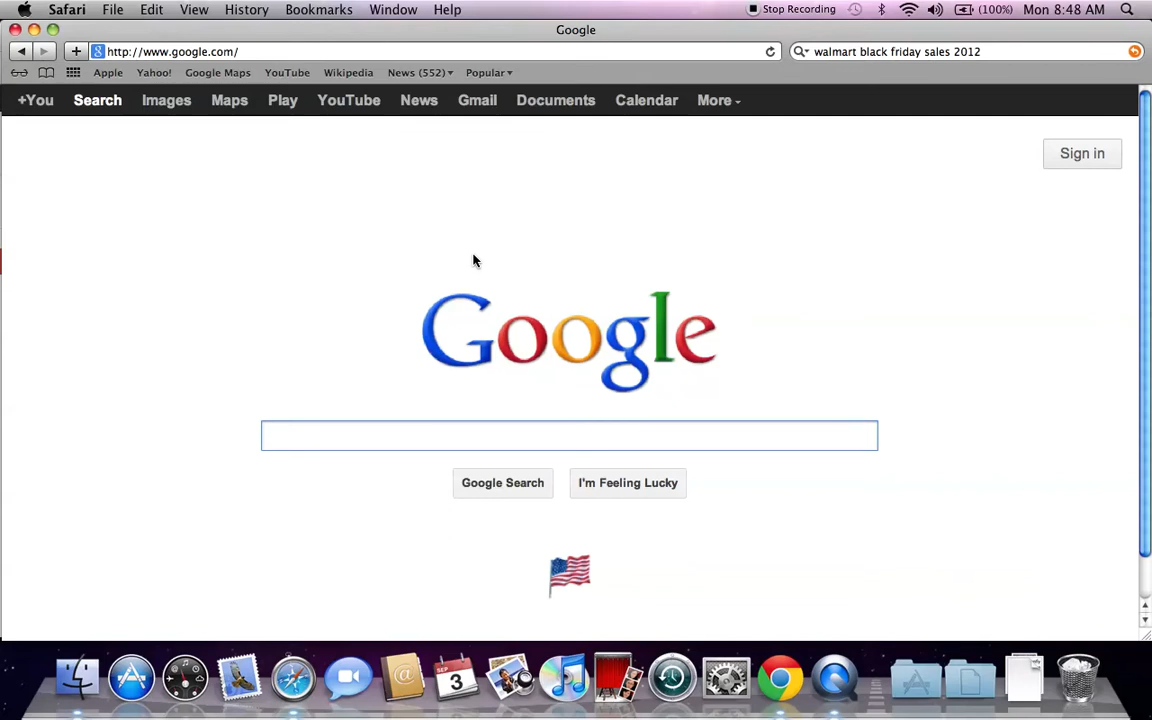 Safari File Edit View History Bookmarks Window Help Stop Recording (100%) Mon 8:48 AM
Google
http://www.google.com/ walmart black friday sales 2012
Apple Yahoo! Google Maps YouTube Wikipedia News (552) Popular
+You Search Images Maps Play YouTube News Gmail Documents Calendar More
Sign in
Google
Google Search I'm Feeling Lucky
SEP
3